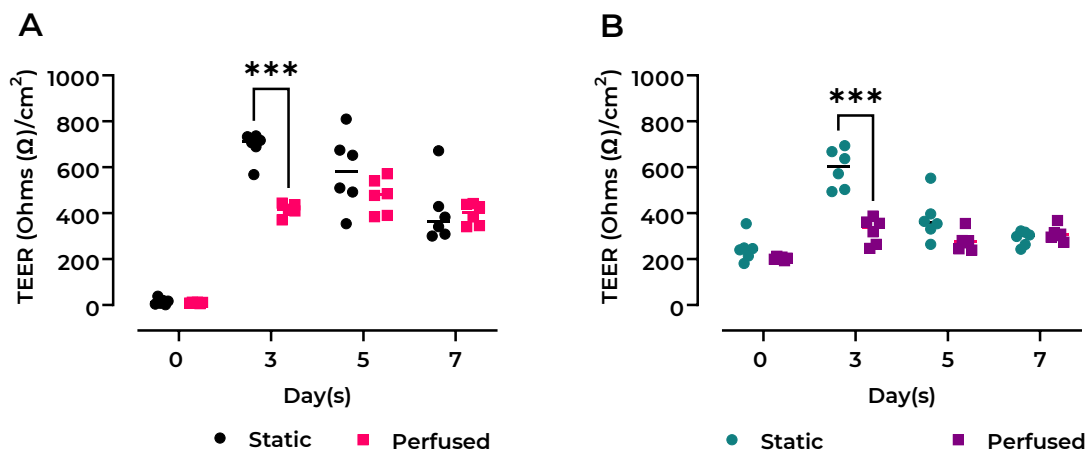 A
TEER (Ohms (Ω)/cm²)
1000
800
600
400
200
0
***
0 3 5 7
Day(s)
Static Perfused
B
TEER (Ohms (Ω)/cm²)
1000
800
600
400
200
0
***
0 3 5 7
Day(s)
Static Perfused